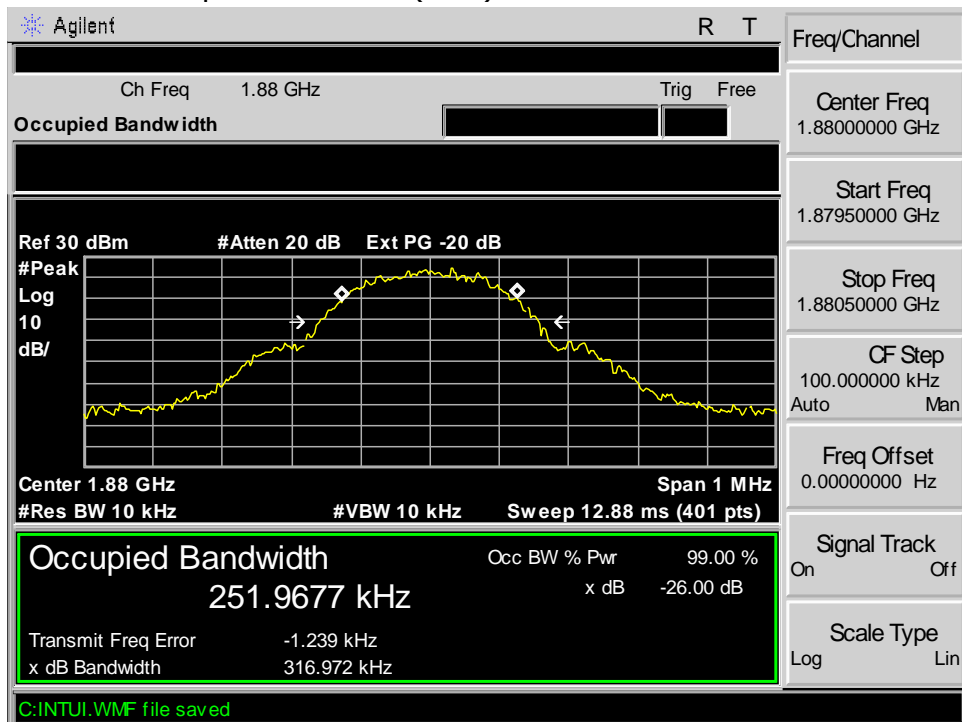 Agilent R T
Ch Freq 1.88 GHz Trig Free
Occupied Bandwidth
Ref 30 dBm #Atten 20 dB Ext PG -20 dB
#Peak
Log
10
dB/
Center 1.88 GHz Span 1 MHz
#Res BW 10 kHz #VBW 10 kHz Sweep 12.88 ms (401 pts)
Occupied Bandwidth Occ BW % Pwr 99.00 %
251.9677 kHz x dB -26.00 dB
Transmit Freq Error -1.239 kHz
x dB Bandwidth 316.972 kHz
C:INTUI.WMF file saved
Freq/Channel
Center Freq
1.88000000 GHz
Start Freq
1.87950000 GHz
Stop Freq
1.88050000 GHz
CF Step
100.000000 kHz
Auto Man
Freq Offset
0.00000000 Hz
Signal Track
On Off
Scale Type
Log Lin